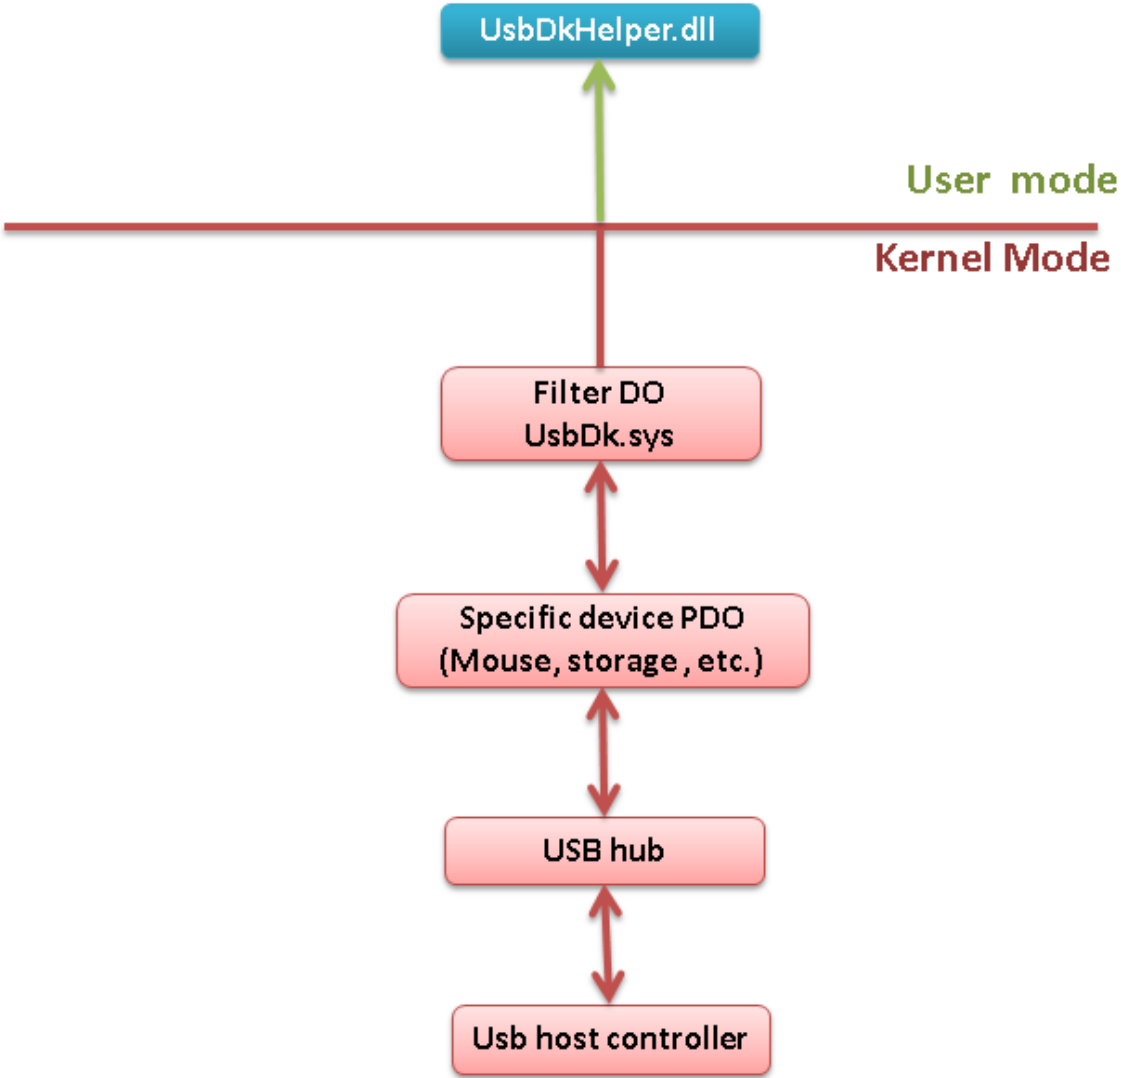 UsbDkHelper.dll
User mode
Kernel Mode
Filter DO
UsbDk.sys
Specific device PDO
(Mouse, storage , etc.)
USB hub
Usb host controller